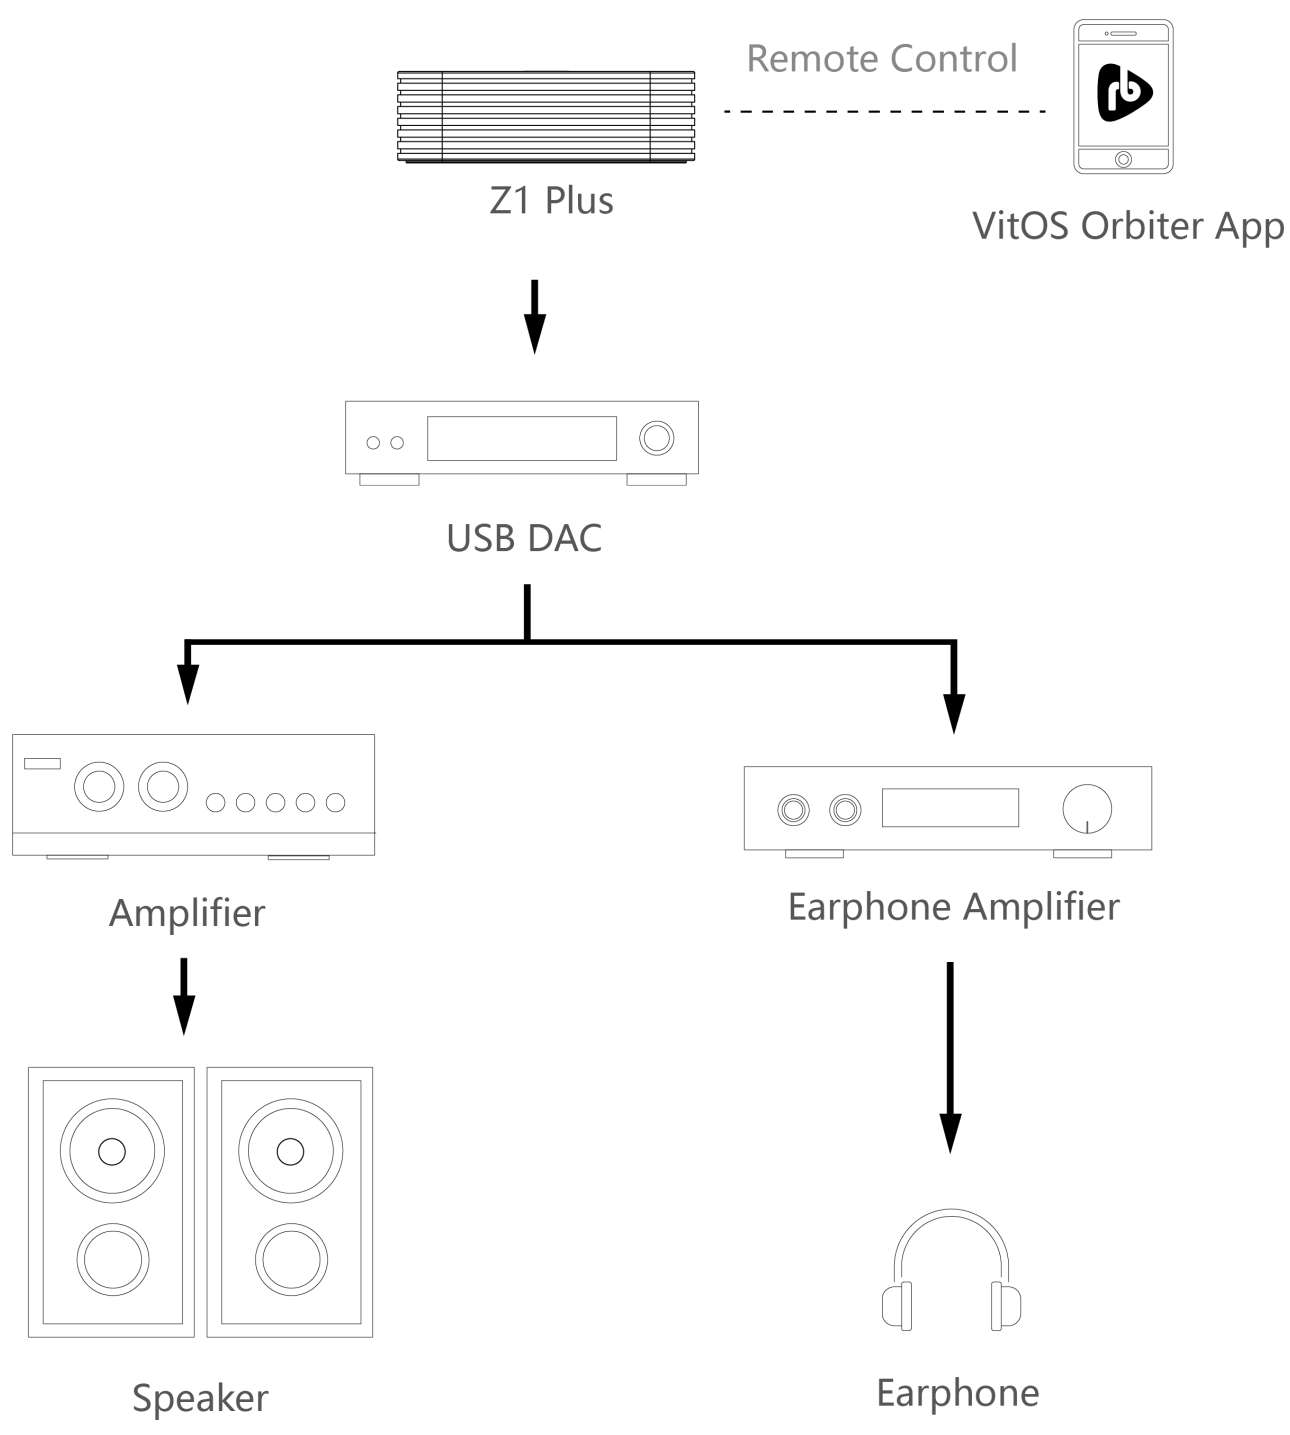 Remote Control
Z1 Plus
VitOS Orbiter App
USB DAC
Amplifier
Earphone Amplifier
Speaker
Earphone